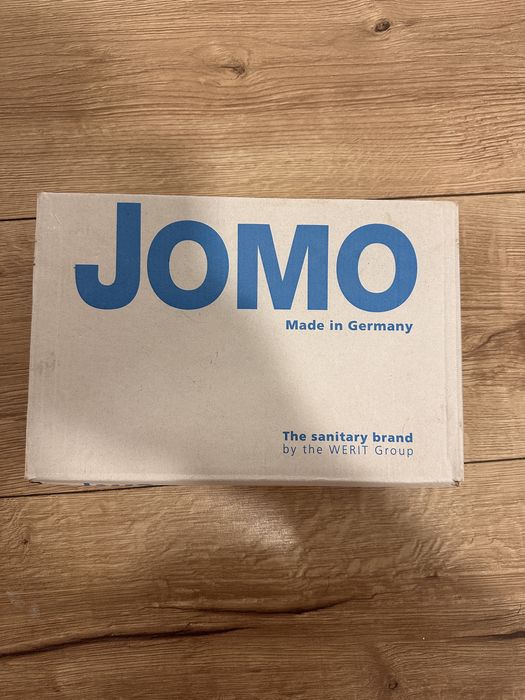 JOMO
Made in Germany
The sanitary brand
by the WERIT Group